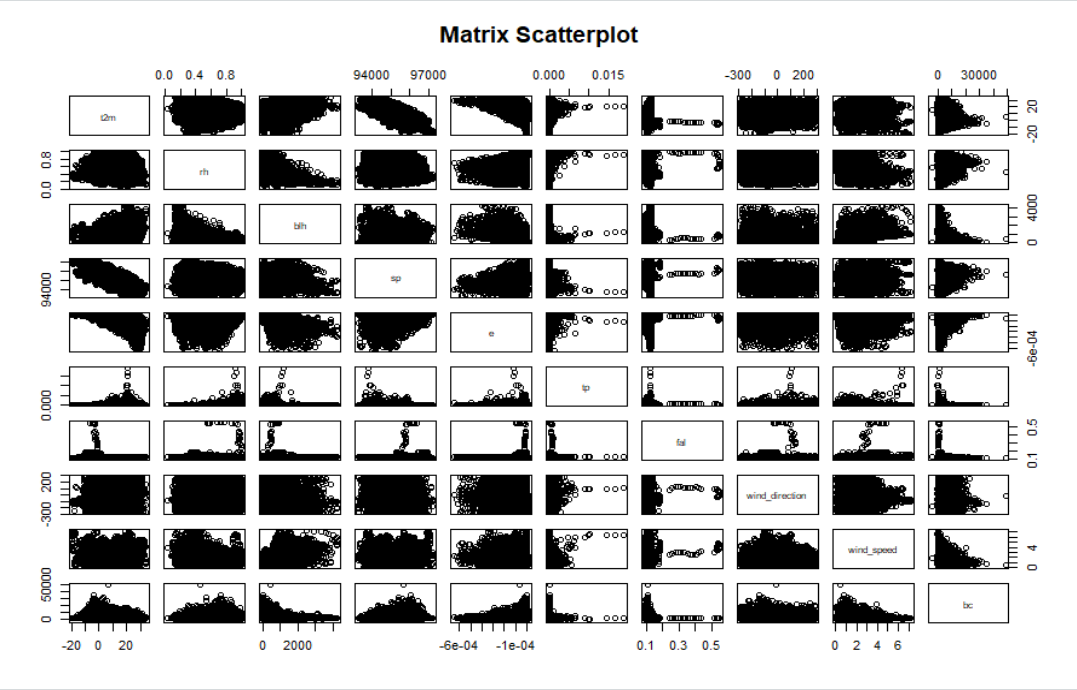 Matrix Scatterplot
0.0 0.4 0.8 94000 97000 0.000 0.015 -300 0 200 0 30000
t2m
-20 20
rh
0.0 0.8
blh
0 4000
sp
94000
e
-6e-04
tp
0.000
fal
0.1 0.5
wind_direction
-300 200
wind_speed
0 4
bc
0 50000
-20 0 20 0 2000 -6e-04 -1e-04 0.1 0.3 0.5 0 2 4 6